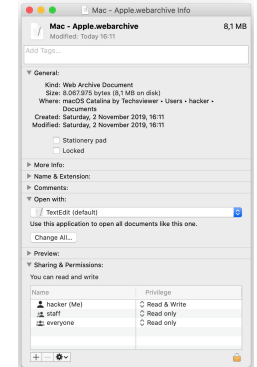 Mac - Apple.webarchive Info
Mac - Apple.webarchive 8,1 MB
Modified: Today 16:11
Add Tags...
General:
Kind: Web Archive Document
Size: 8.067.975 bytes (8,1 MB on disk)
Where: macOS Catalina by Techsviewer • Users • hacker •
Documents
Created: Saturday, 2 November 2019, 16:11
Modified: Saturday, 2 November 2019, 16:11
Stationery pad
Locked
More Info:
Name & Extension:
Comments:
Open with:
TextEdit (default)
Use this application to open all documents like this one.
Change All...
Preview:
Sharing & Permissions:
You can read and write
Name Privilege
hacker (Me) Read & Write
staff Read only
everyone Read only